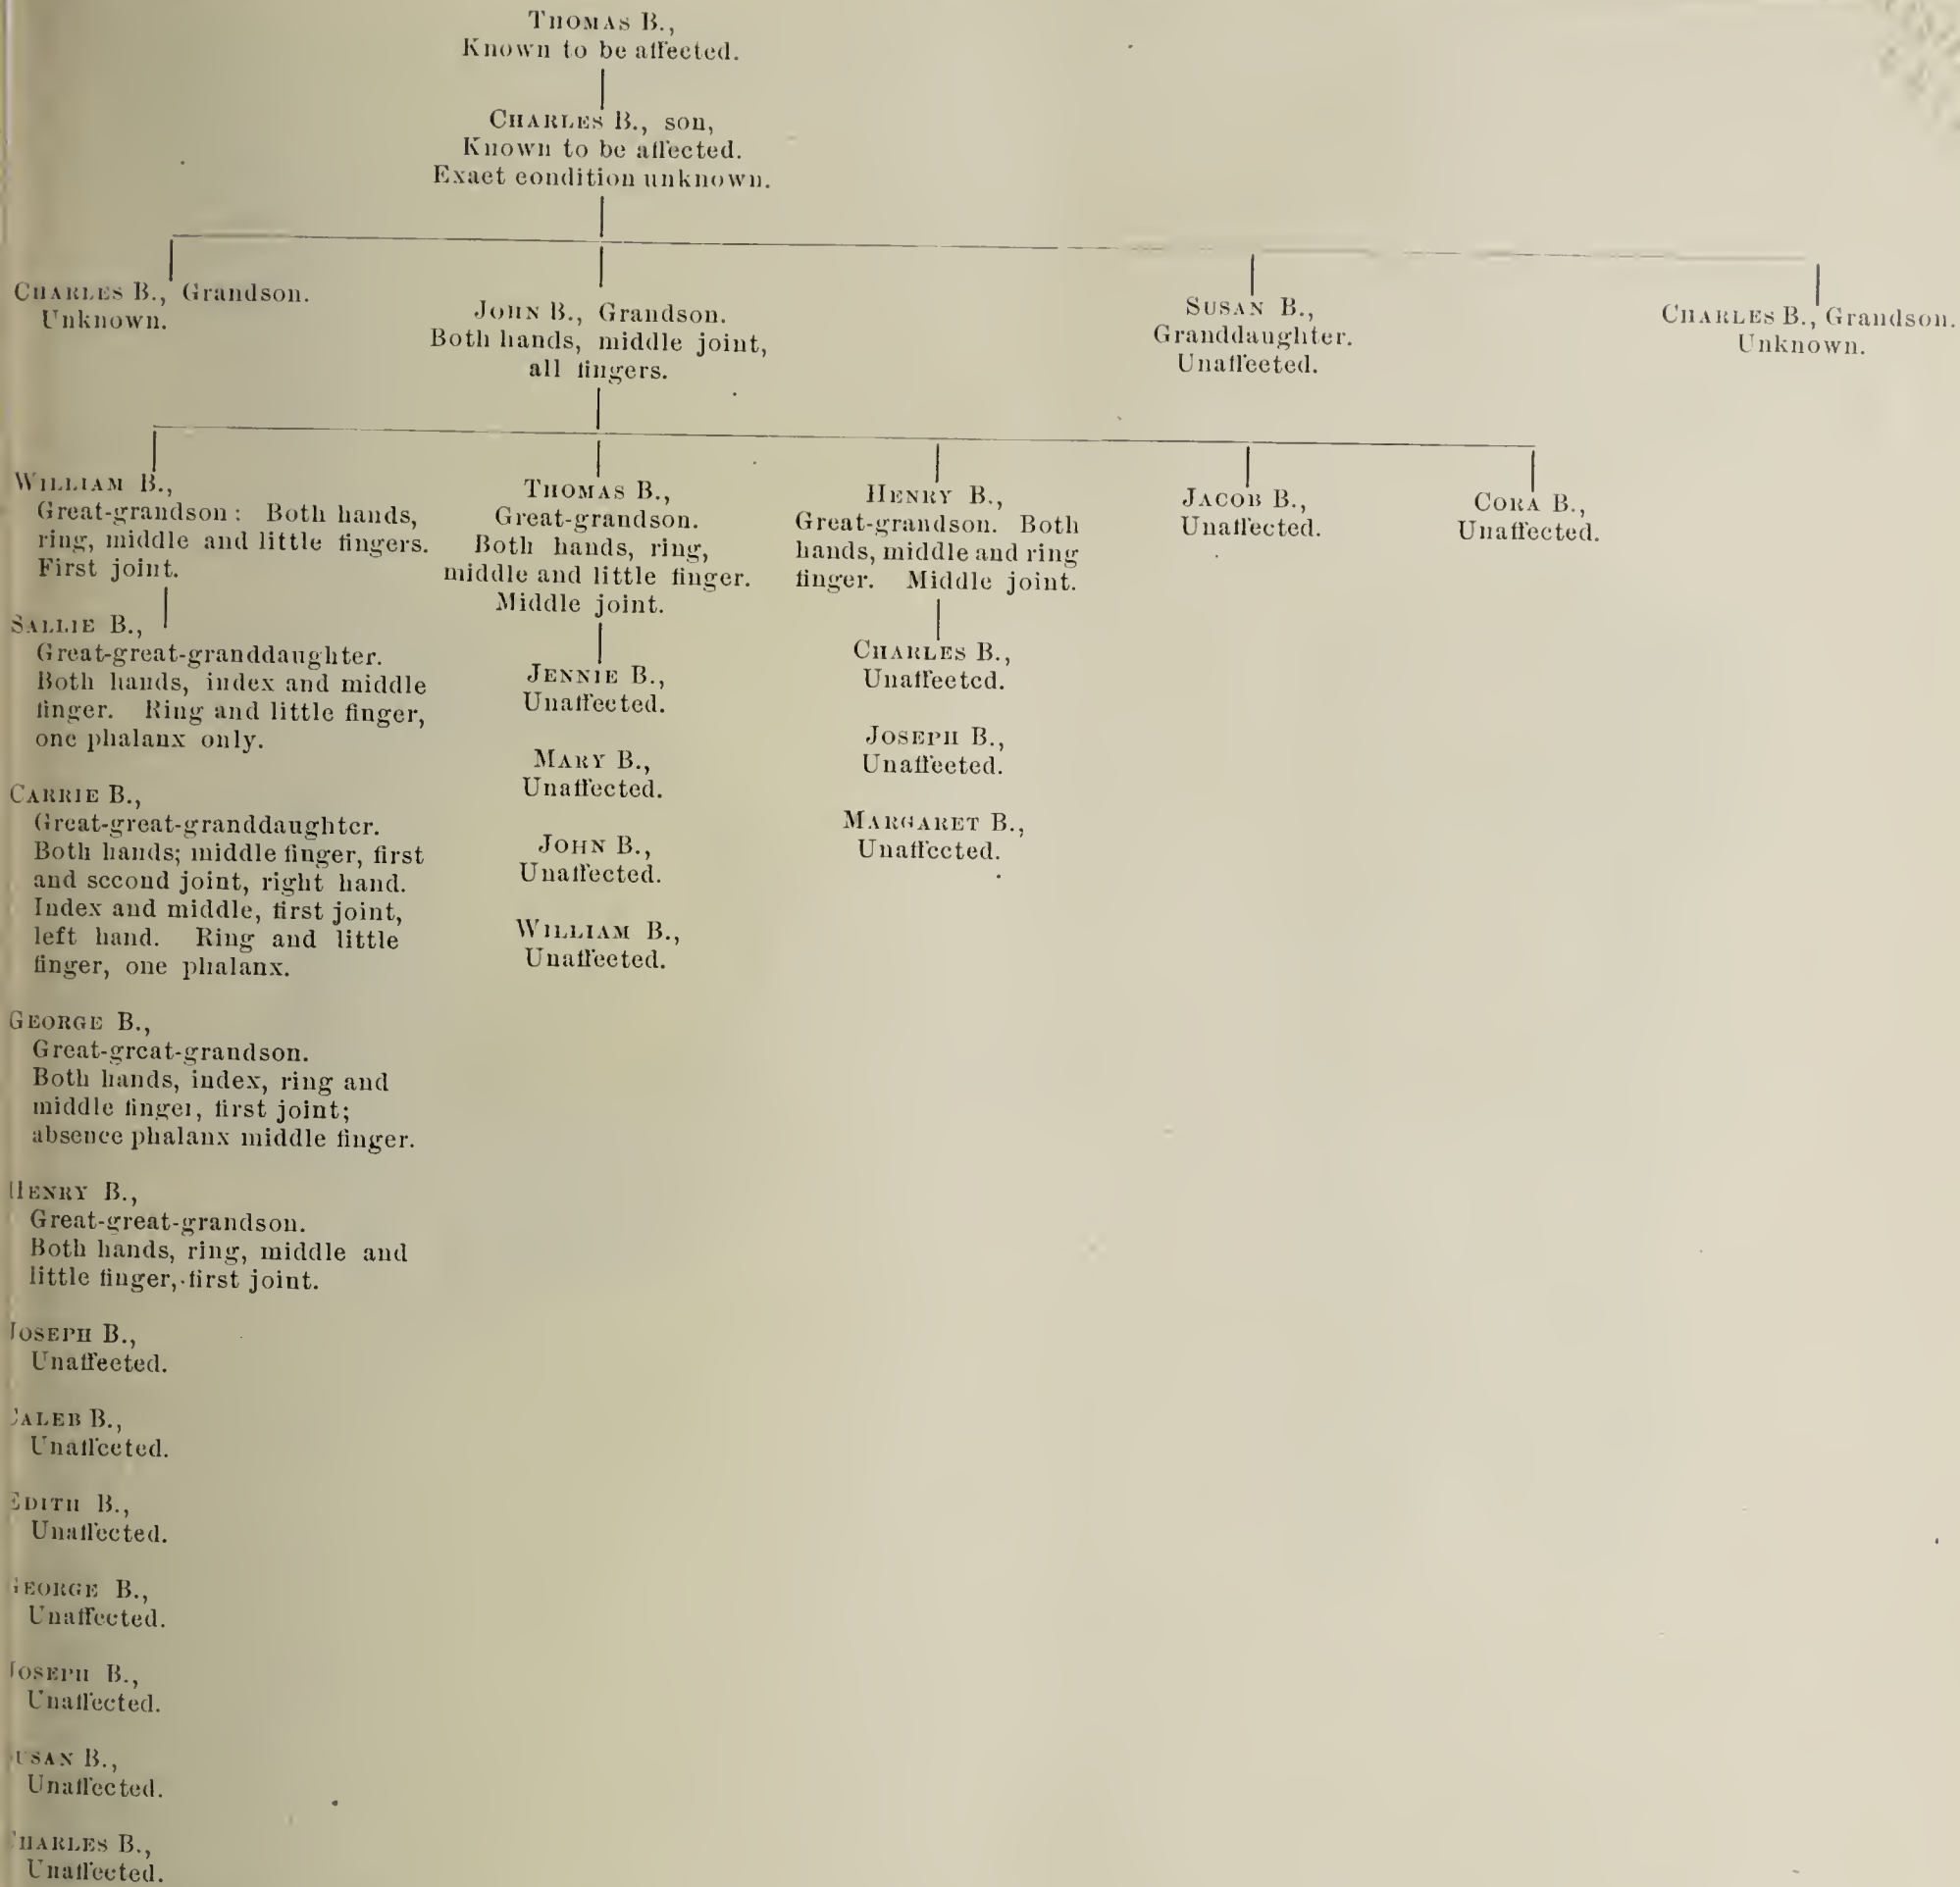 THOMAS B.,
Known to be affected.
CHARLES B., son,
Known to be affected.
Exact condition unknown.
CHARLES B., Grandson.
Unknown.
JOHN B., Grandson.
Both hands, middle joint,
all fingers.
SUSAN B.,
Granddaughter.
Unaffected.
CHARLES B., Grandson.
Unknown.
WILLIAM B.,
Great-grandson: Both hands,
ring, middle and little fingers.
First joint.
SALLIE B.,
Great-great-granddaughter.
Both hands, index and middle
finger. Ring and little finger,
one phalanx only.
CARRIE B.,
Great-great-granddaughter.
Both hands; middle finger, first
and second joint, right hand.
Index and middle, first joint,
left hand. Ring and little
finger, one phalanx.
GEORGE B.,
Great-great-grandson.
Both hands, index, ring and
middle finger, first joint;
absence phalanx middle finger.
HENRY B.,
Great-great-grandson.
Both hands, ring, middle and
little finger, first joint.
JOSEPH B.,
Unaffected.
CALEB B.,
Unaffected.
EDITH B.,
Unaffected.
GEORGE B.,
Unaffected.
JOSEPH B.,
Unaffected.
SUSAN B.,
Unaffected.
CHARLES B.,
Unaffected.
THOMAS B.,
Great-grandson.
Both hands, ring,
middle and little finger.
Middle joint.
JENNIE B.,
Unaffected.
MARY B.,
Unaffected.
JOHN B.,
Unaffected.
WILLIAM B.,
Unaffected.
HENRY B.,
Great-grandson. Both
hands, middle and ring
finger. Middle joint.
CHARLES B.,
Unaffected.
JOSEPH B.,
Unaffected.
MARGARET B.,
Unaffected.
JACOB B.,
Unaffected.
CORA B.,
Unaffected.